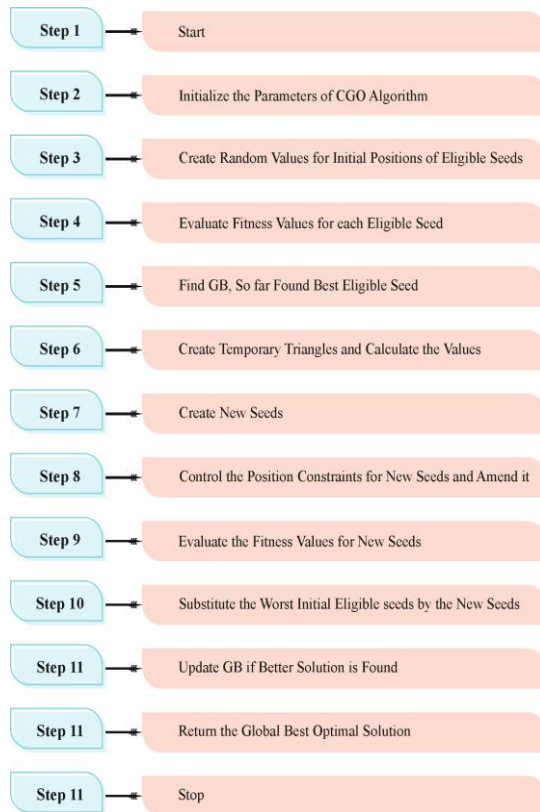 Step 1 Start
Step 2 Initialize the Parameters of CGO Algorithm
Step 3 Create Random Values for Initial Positions of Eligible Seeds
Step 4 Evaluate Fitness Values for each Eligible Seed
Step 5 Find GB, So far Found Best Eligible Seed
Step 6 Create Temporary Triangles and Calculate the Values
Step 7 Create New Seeds
Step 8 Control the Position Constraints for New Seeds and Amend it
Step 9 Evaluate the Fitness Values for New Seeds
Step 10 Substitute the Worst Initial Eligible seeds by the New Seeds
Step 11 Update GB if Better Solution is Found
Step 11 Return the Global Best Optimal Solution
Step 11 Stop